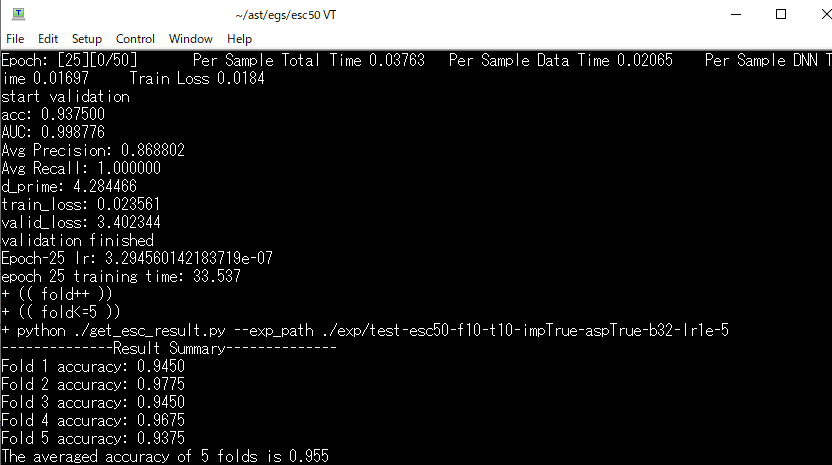 ~/ast/egs/esc50 VT
File Edit Setup Control Window Help
Epoch: [25][0/50] Per Sample Total Time 0.03763 Per Sample Data Time 0.02065 Per Sample DNN T
ime 0.01697 Train Loss 0.0184
start validation
acc: 0.937500
AUC: 0.998776
Avg Precision: 0.868802
Avg Recall: 1.000000
d_prime: 4.284466
train_loss: 0.023561
valid_loss: 3.402344
validation finished
Epoch-25 lr: 3.294560142183719e-07
epoch 25 training time: 33.537
+ (( fold++ ))
+ (( fold<=5 ))
+ python ./get_esc_result.py --exp_path ./exp/test-esc50-f10-t10-impTrue-aspTrue-b32-lr1e-5
--------------Result Summary--------------
Fold 1 accuracy: 0.9450
Fold 2 accuracy: 0.9775
Fold 3 accuracy: 0.9450
Fold 4 accuracy: 0.9675
Fold 5 accuracy: 0.9375
The averaged accuracy of 5 folds is 0.955